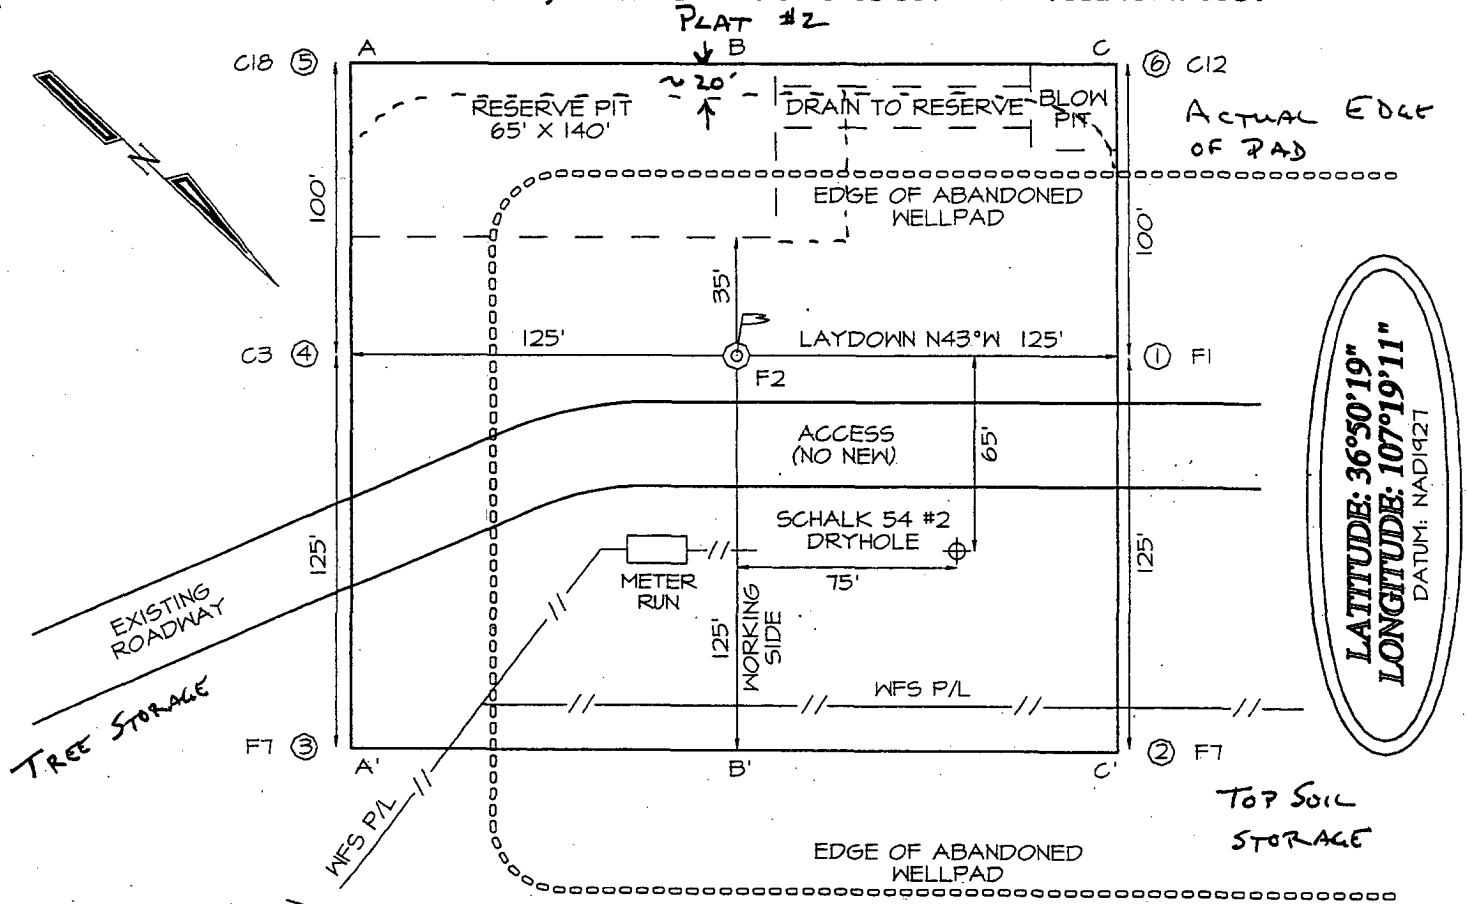 PLAT #2
A
B
C
C18 ⑤
⑥ C12
~20'
RESERVE PIT
65' X 140'
DRAIN TO RESERVE
BLOW
PIT
ACTUAL EDGE
OF PAD
N
100'
EDGE OF ABANDONED
WELLPAD
100'
35'
125'
LAYDOWN N43°W 125'
C3 ④
① F1
F2
ACCESS
(NO NEW)
65'
SCHALK 54 #2
DRYHOLE
75'
METER
RUN
125'
125'
WORKING
SIDE
125'
EXISTING
ROADWAY
TREE STORAGE
WFS P/L
F7 ③
② F7
A'
B'
C'
WFS P/L
TOP SOIL
STORAGE
EDGE OF ABANDONED
WELLPAD
LATITUDE: 36°50'19"
LONGITUDE: 107°19'11"
DATUM: NAD1927